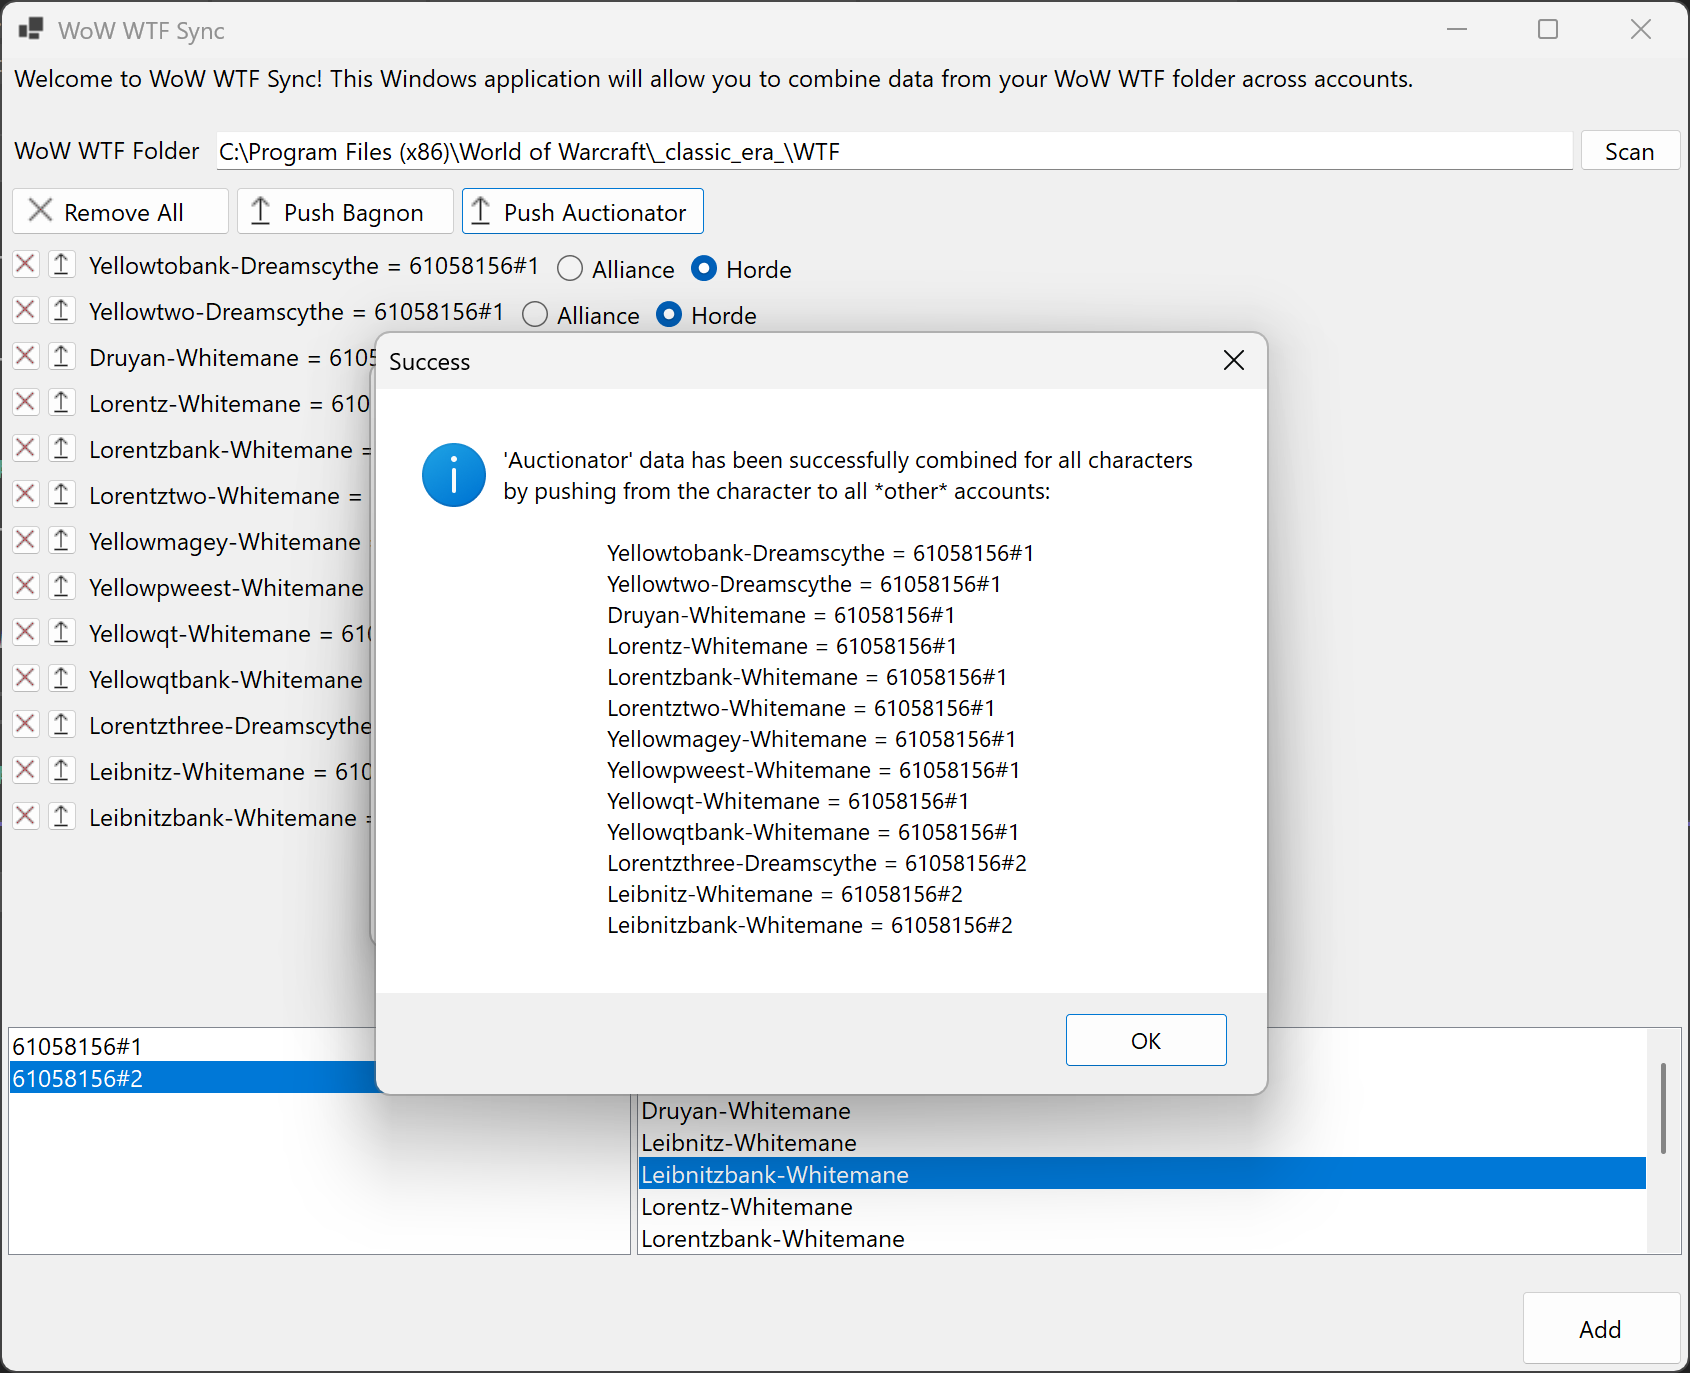 WoW WTF Sync
Welcome to WoW WTF Sync! This Windows application will allow you to combine data from your WoW WTF folder across accounts.
WoW WTF Folder C:\Program Files (x86)\World of Warcraft\_classic_era_\WTF Scan
Remove All Push Bagnon Push Auctionator
Yellowtobank-Dreamscythe = 61058156#1 Alliance Horde
Yellowtwo-Dreamscythe = 61058156#1 Alliance Horde
Druyan-Whitemane = 6105
Lorentz-Whitemane = 610
Lorentzbank-Whitemane =
Lorentztwo-Whitemane =
Yellowmagey-Whitemane
Yellowpweest-Whitemane
Yellowqt-Whitemane = 610
Yellowqtbank-Whitemane
Lorentzthree-Dreamscythe
Leibnitz-Whitemane = 610
Leibnitzbank-Whitemane =
Success
'Auctionator' data has been successfully combined for all characters
by pushing from the character to all *other* accounts:
Yellowtobank-Dreamscythe = 61058156#1
Yellowtwo-Dreamscythe = 61058156#1
Druyan-Whitemane = 61058156#1
Lorentz-Whitemane = 61058156#1
Lorentzbank-Whitemane = 61058156#1
Lorentztwo-Whitemane = 61058156#1
Yellowmagey-Whitemane = 61058156#1
Yellowpweest-Whitemane = 61058156#1
Yellowqt-Whitemane = 61058156#1
Yellowqtbank-Whitemane = 61058156#1
Lorentzthree-Dreamscythe = 61058156#2
Leibnitz-Whitemane = 61058156#2
Leibnitzbank-Whitemane = 61058156#2
OK
61058156#1
61058156#2
Druyan-Whitemane
Leibnitz-Whitemane
Leibnitzbank-Whitemane
Lorentz-Whitemane
Lorentzbank-Whitemane
Add